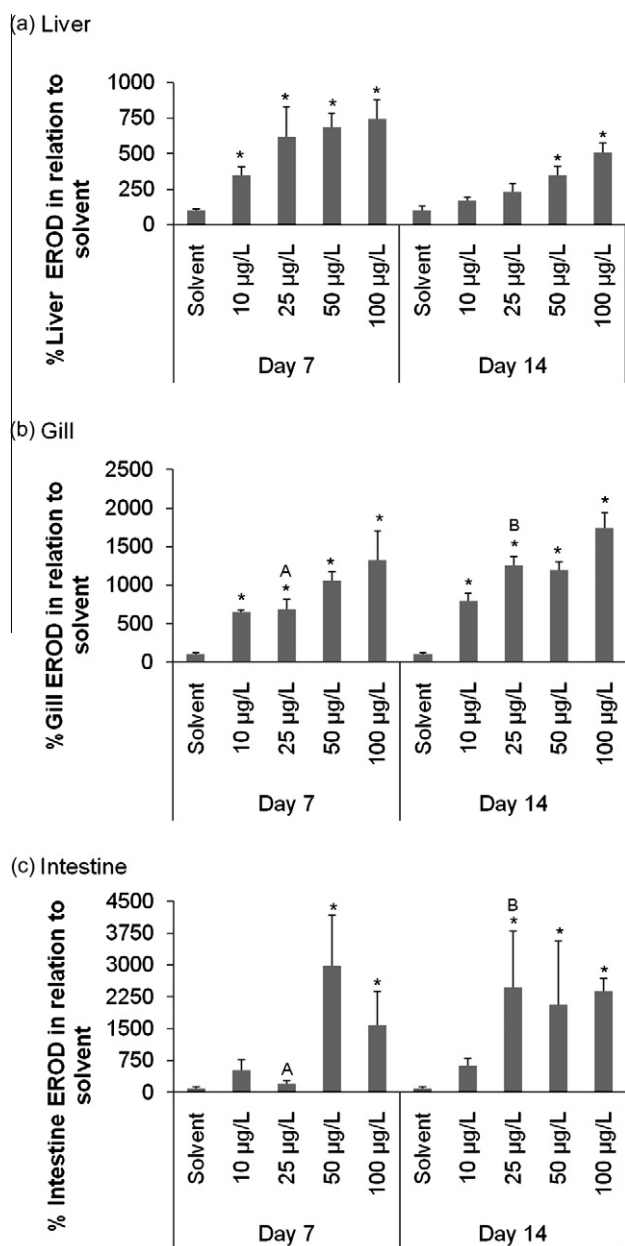 (a) Liver
%Liver EROD in relation to
solvent
1000
750
500
250
0
* * * * * *
Solvent 10 µg/L 25 µg/L 50 µg/L 100 µg/L Solvent 10 µg/L 25 µg/L 50 µg/L 100 µg/L
Day 7 Day 14
(b) Gill
%Gill EROD in relation to
solvent
2500
2000
1500
1000
500
0
A B
* * * * * * * *
Solvent 10 µg/L 25 µg/L 50 µg/L 100 µg/L Solvent 10 µg/L 25 µg/L 50 µg/L 100 µg/L
Day 7 Day 14
(c) Intestine
% Intestine EROD in relation to
solvent
4500
3750
3000
2250
1500
750
0
A B
* * * * *
Solvent 10 µg/L 25 µg/L 50 µg/L 100 µg/L Solvent 10 µg/L 25 µg/L 50 µg/L 100 µg/L
Day 7 Day 14